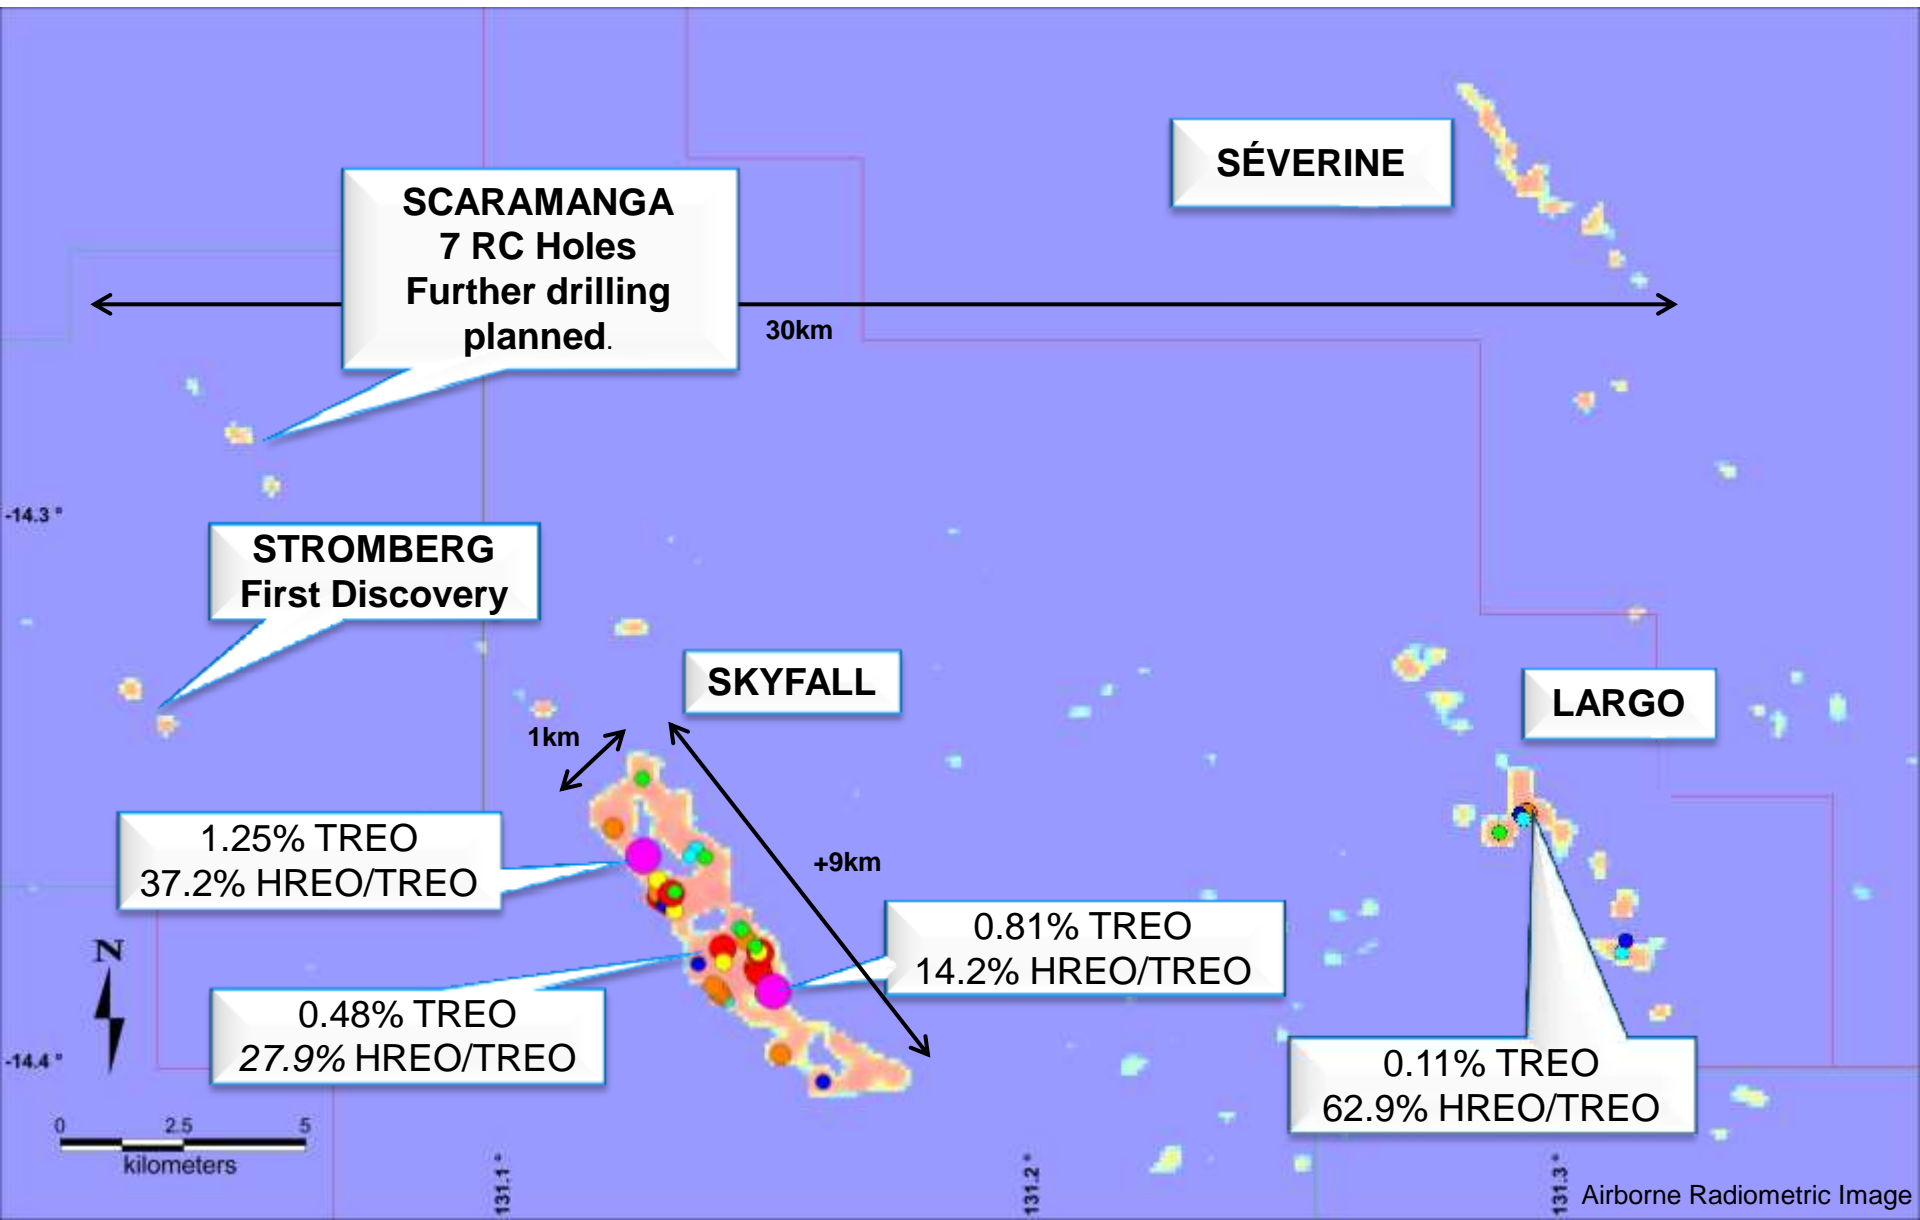 SÉVERINE
SCARAMANGA
7 RC Holes
Further drilling
planned.
30km
-14.3 °
STROMBERG
First Discovery
SKYFALL
LARGO
1km
+9km
1.25% TREO
37.2% HREO/TREO
0.81% TREO
14.2% HREO/TREO
N
0.48% TREO
27.9% HREO/TREO
-14.4 °
0.11% TREO
62.9% HREO/TREO
0 2.5 5
kilometers
131.1 °
131.2 °
131.3 °
Airborne Radiometric Image